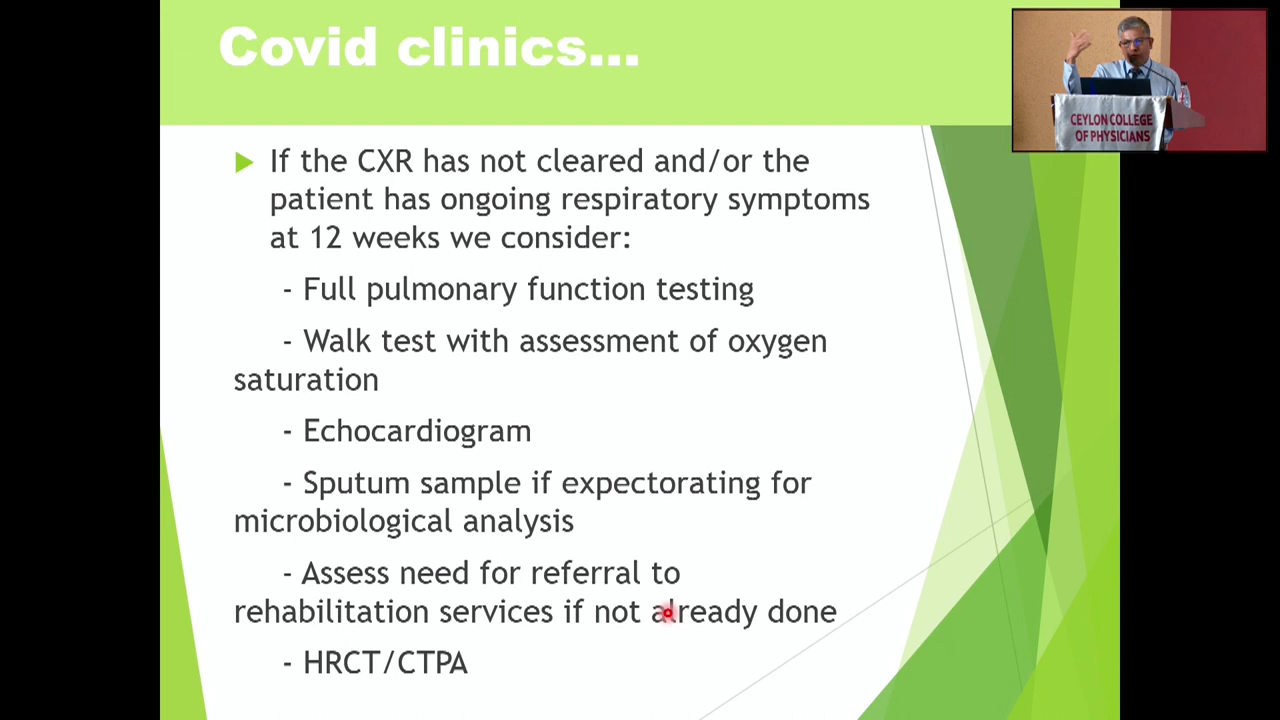 Covid clinics...
CEYLON COLLEGE
OF PHYSICIANS
If the CXR has not cleared and/or the
patient has ongoing respiratory symptoms
at 12 weeks we consider:
- Full pulmonary function testing
- Walk test with assessment of oxygen
saturation
- Echocardiogram
- Sputum sample if expectorating for
microbiological analysis
- Assess need for referral to
rehabilitation services if not already done
- HRCT/CTPA